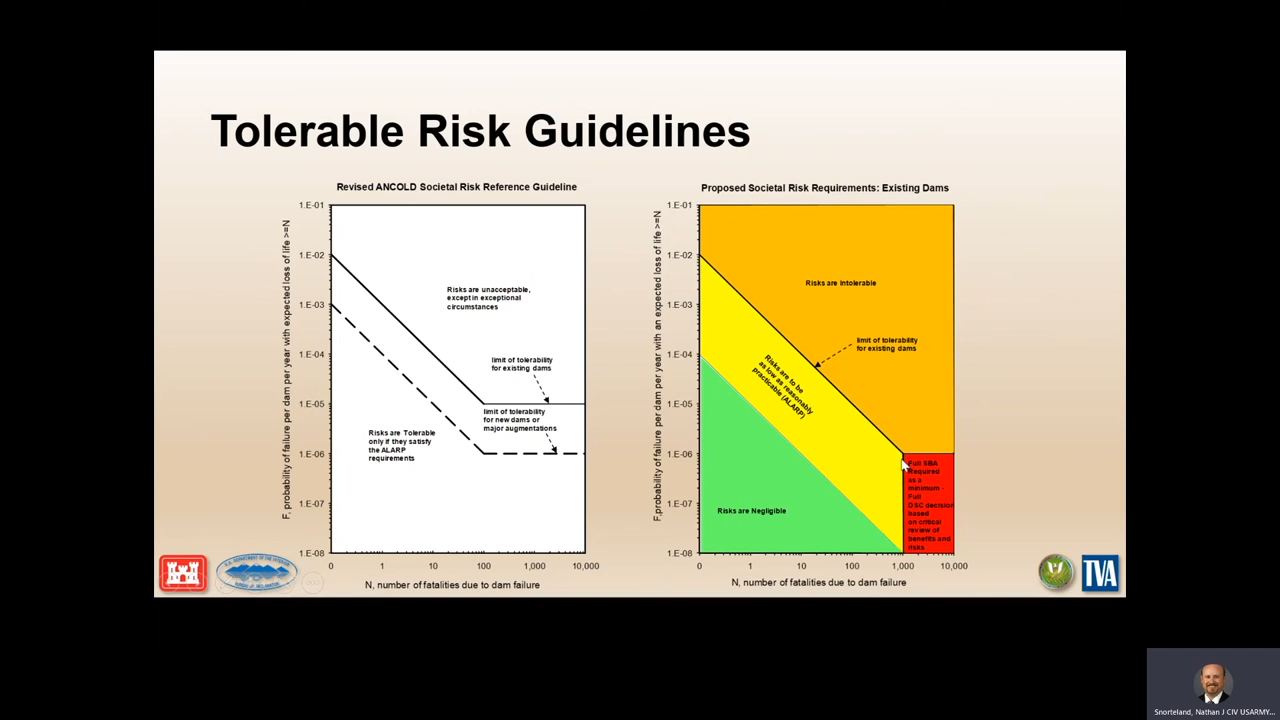 Tolerable Risk Guidelines
Revised ANCOLD Societal Risk Reference Guideline
F, probability of failure per dam per year with expected loss of life >=N
1.E-01
1.E-02
1.E-03
1.E-04
1.E-05
1.E-06
1.E-07
1.E-08
Risks are unacceptable,
except in exceptional
circumstances
limit of tolerability
for existing dams
limit of tolerability
for new dams or
major augmentations
Risks are Tolerable
only if they satisfy
the ALARP
requirements
0 1 10 100 1,000 10,000
N, number of fatalities due to dam failure
Proposed Societal Risk Requirements: Existing Dams
F,probability of failure per dam per year with an expected loss of life >=N
1.E-01
1.E-02
1.E-03
1.E-04
1.E-05
1.E-06
1.E-07
1.E-08
Risks are Intolerable
limit of tolerability
for existing dams
Risks are to be
as low as reasonably
practicable (ALARP)
Risks are Negligible
Full SBA
Required
as a
minimum -
Full
DSC decision
based
on critical
review of
benefits and
risks
0 1 10 100 1,000 10,000
N, number of fatalities due to dam failure
TVA
Snorteland, Nathan J CIV USARMY...